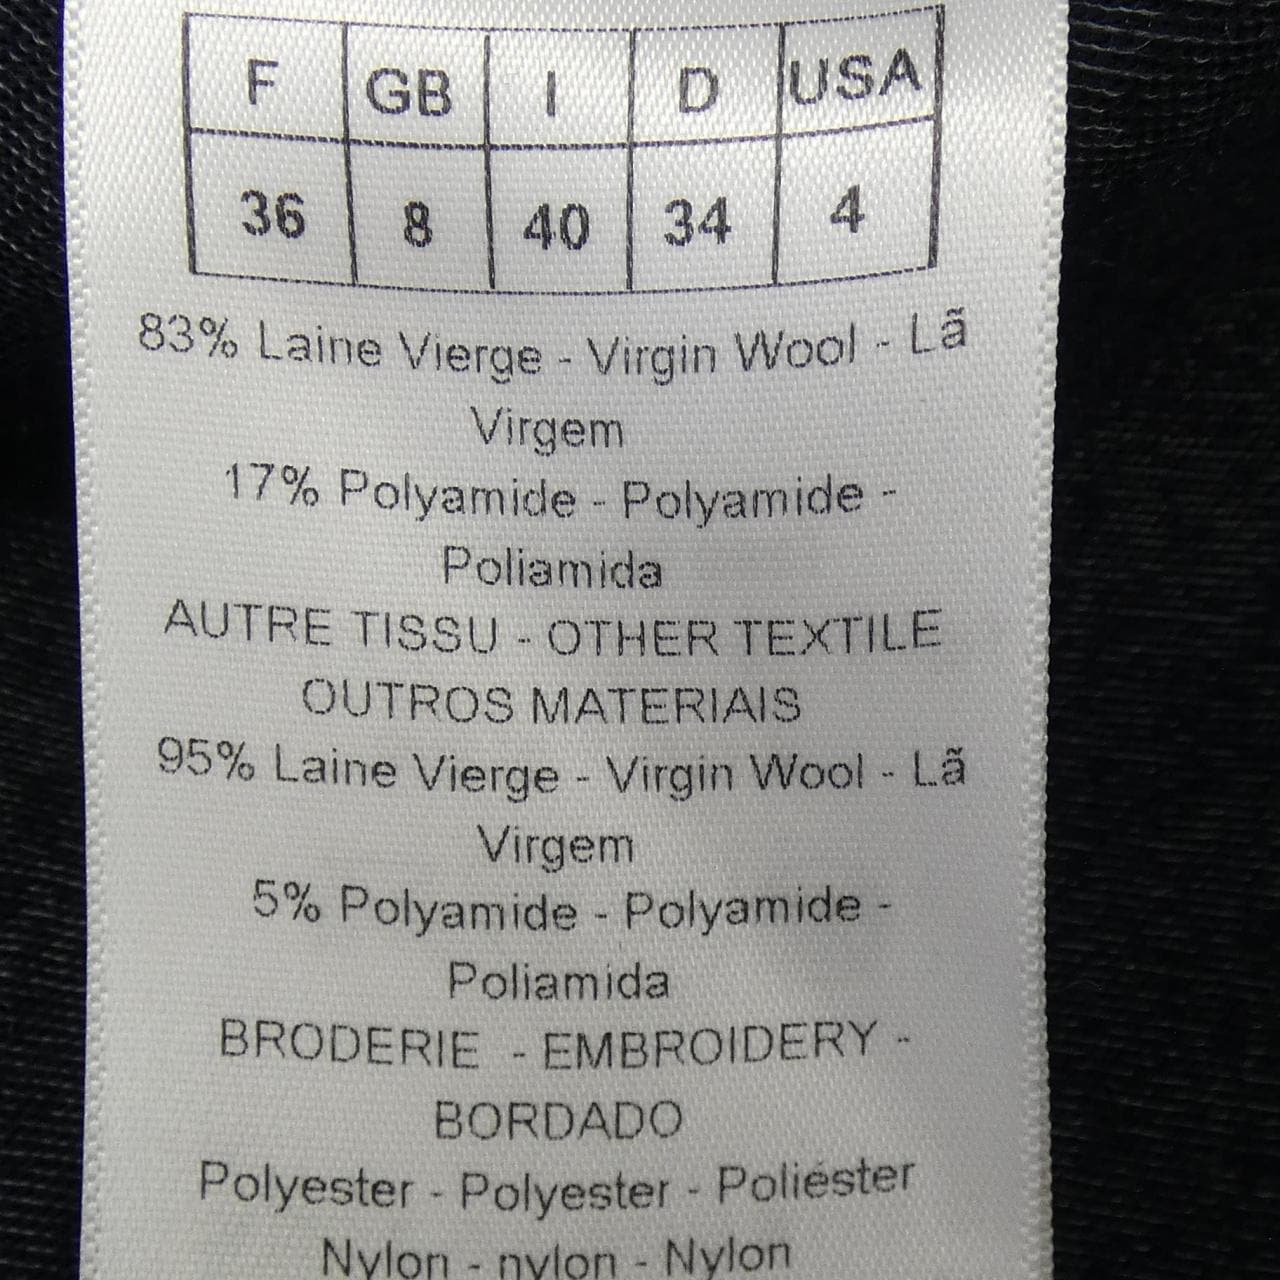 F GB I D USA
36 8 40 34 4
83% Laine Vierge - Virgin Wool - Lã
Virgem
17% Polyamide - Polyamide -
Poliamida
AUTRE TISSU - OTHER TEXTILE
OUTROS MATERIAIS
95% Laine Vierge - Virgin Wool - Lã
Virgem
5% Polyamide - Polyamide -
Poliamida
BRODERIE - EMBROIDERY -
BORDADO
Polyester - Polyester - Poliéster
Nylon - nylon - Nylon